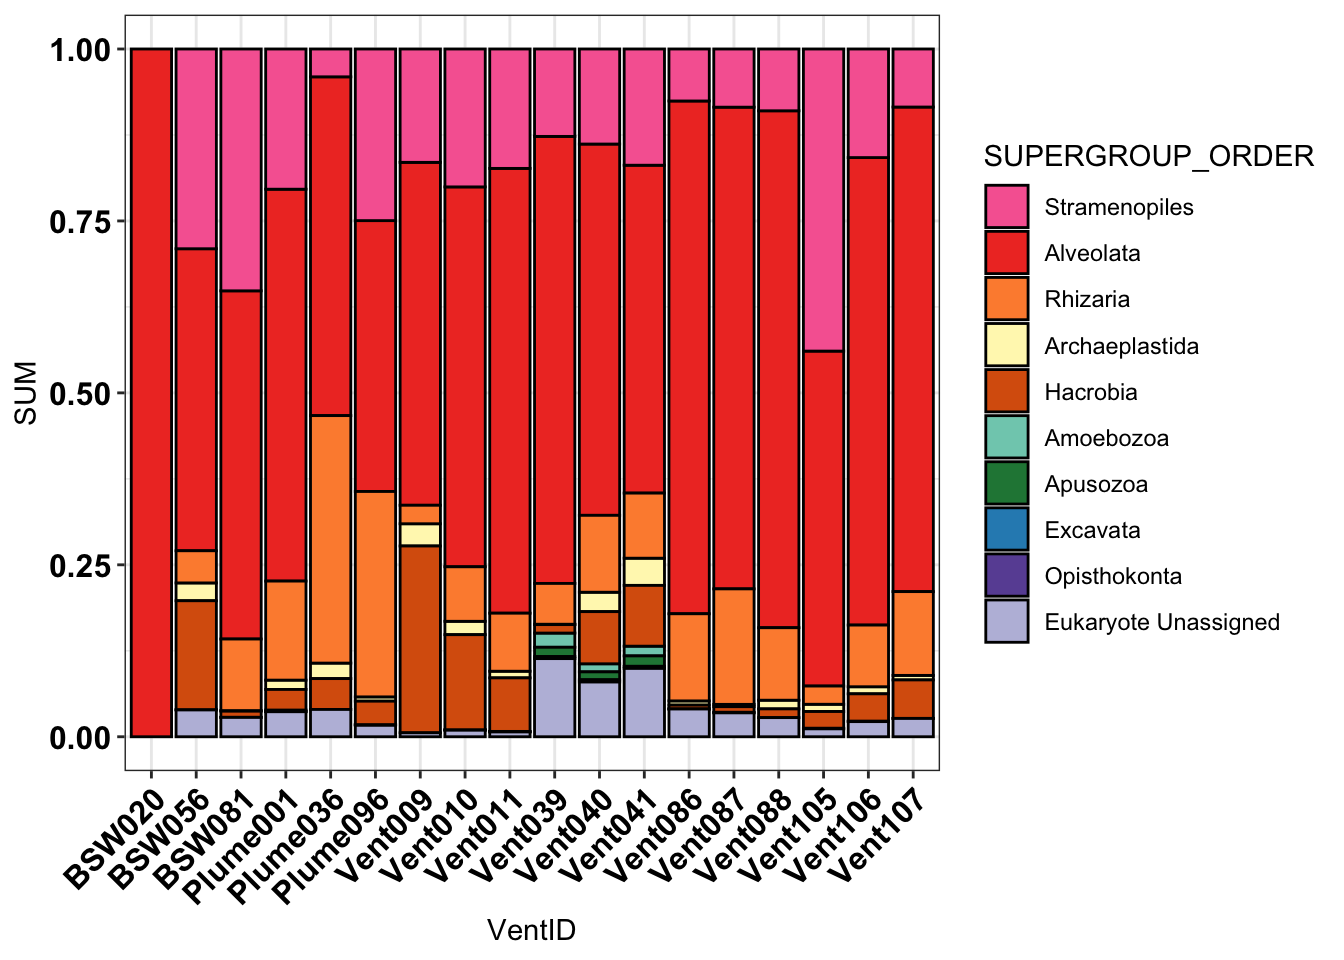 1.00
0.75
0.50
0.25
0.00
SUM
BSW020
BSW056
BSW081
Plume001
Plume036
Plume096
Vent009
Vent010
Vent011
Vent039
Vent040
Vent041
Vent086
Vent087
Vent088
Vent105
Vent106
Vent107
VentID
SUPERGROUP_ORDER
Stramenopiles
Alveolata
Rhizaria
Archaeplastida
Hacrobia
Amoebozoa
Apusozoa
Excavata
Opisthokonta
Eukaryote Unassigned